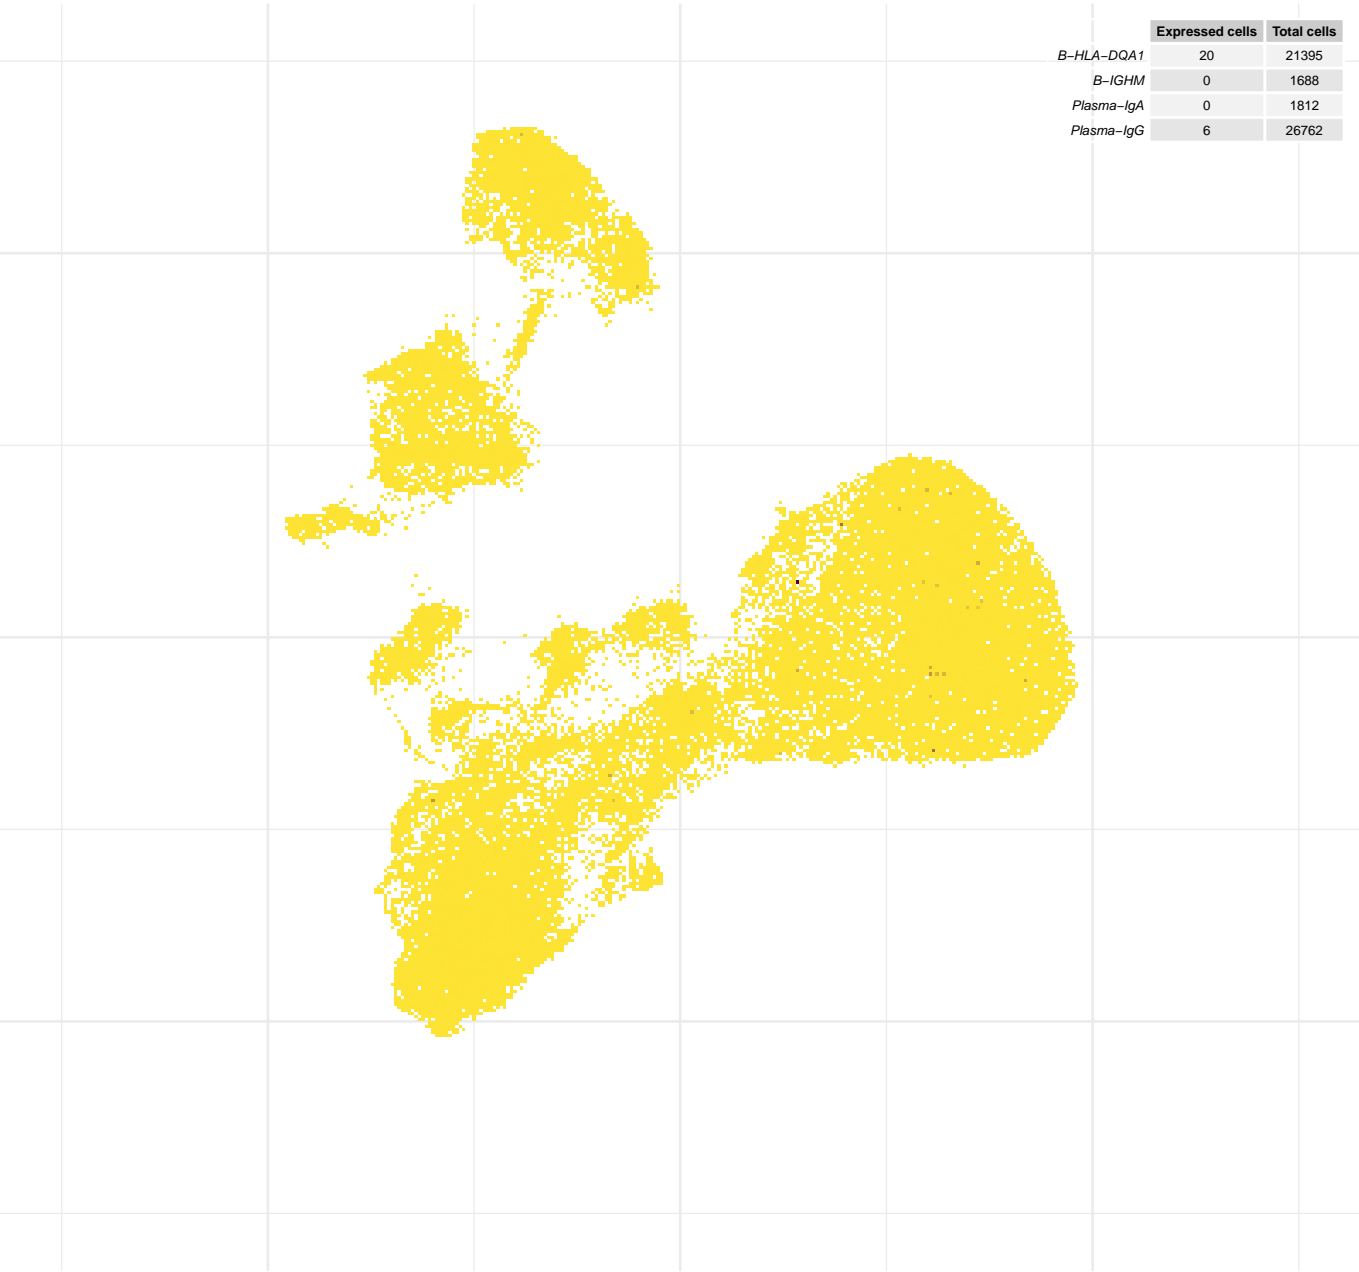 Expressed cells Total cells
B−HLA−DQA1 20 21395
B−IGHM 0 1688
Plasma−IgA 0 1812
Plasma−IgG 6 26762